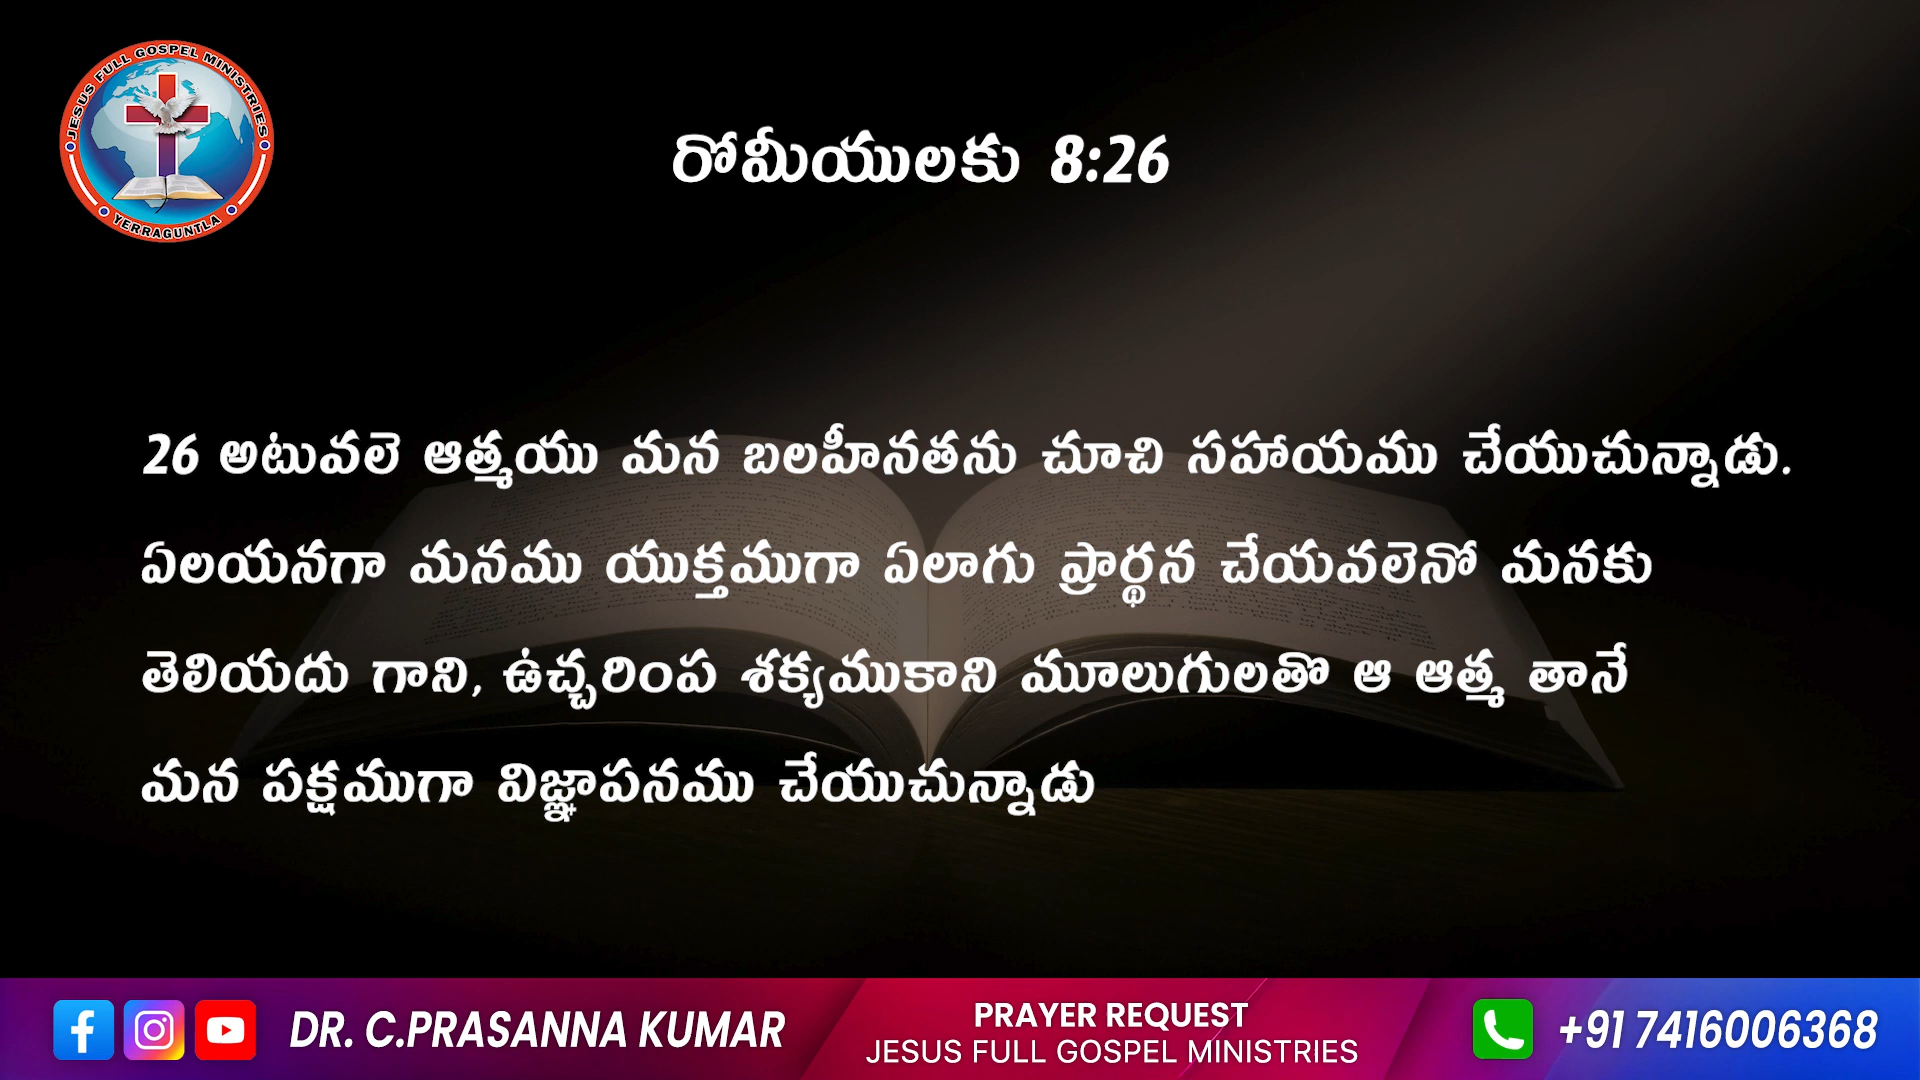 JESUS FULL GOSPEL MINISTRIES
YERRAGUNTLA
రోమీయులకు 8:26
26 అటువలె ఆత్మయు మన బలహీనతను చూచి సహాయము చేయుచున్నాడు.
ఏలయనగా మనము యుక్తముగా ఏలాగు ప్రార్థన చేయవలెనో మనకు
తెలియదు గాని, ఉచ్చరింప శక్యముకాని మూలుగులతొ ఆ ఆత్మ తానే
మన పక్షముగా విజ్ఞాపనము చేయుచున్నాడు
DR. C.PRASANNA KUMAR
PRAYER REQUEST
JESUS FULL GOSPEL MINISTRIES
+91 7416006368